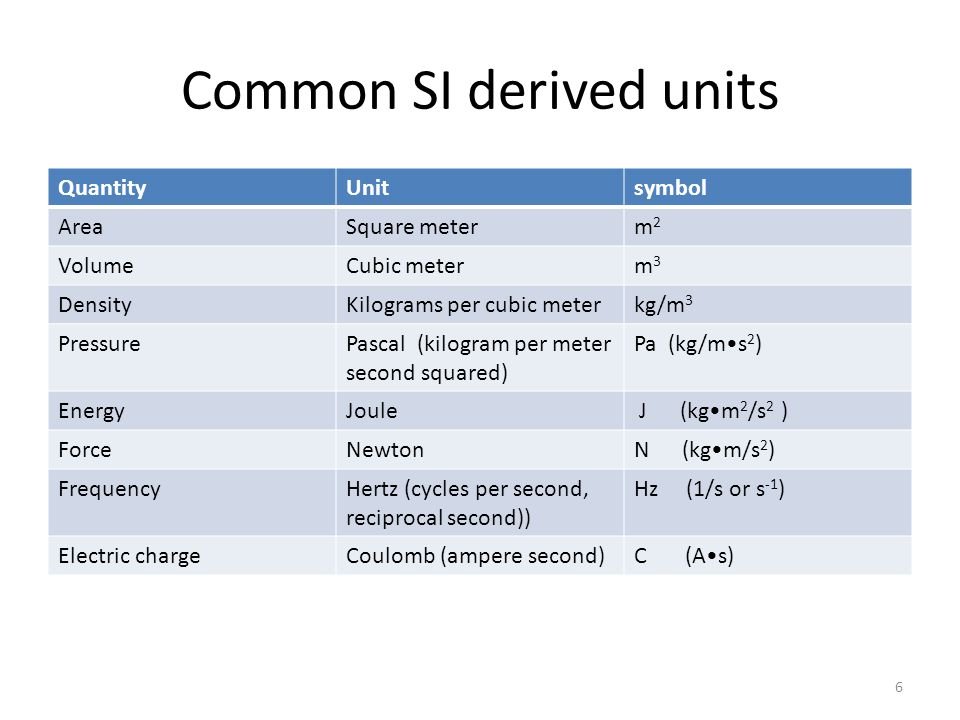 Common SI derived units
Quantity Unit symbol
Area Square meter m²
Volume Cubic meter m³
Density Kilograms per cubic meter kg/m³
Pressure Pascal (kilogram per meter second squared) Pa (kg/m•s²)
Energy Joule J (kg•m²/s² )
Force Newton N (kg•m/s²)
Frequency Hertz (cycles per second, reciprocal second)) Hz (1/s or s⁻¹)
Electric charge Coulomb (ampere second) C (A•s)
6